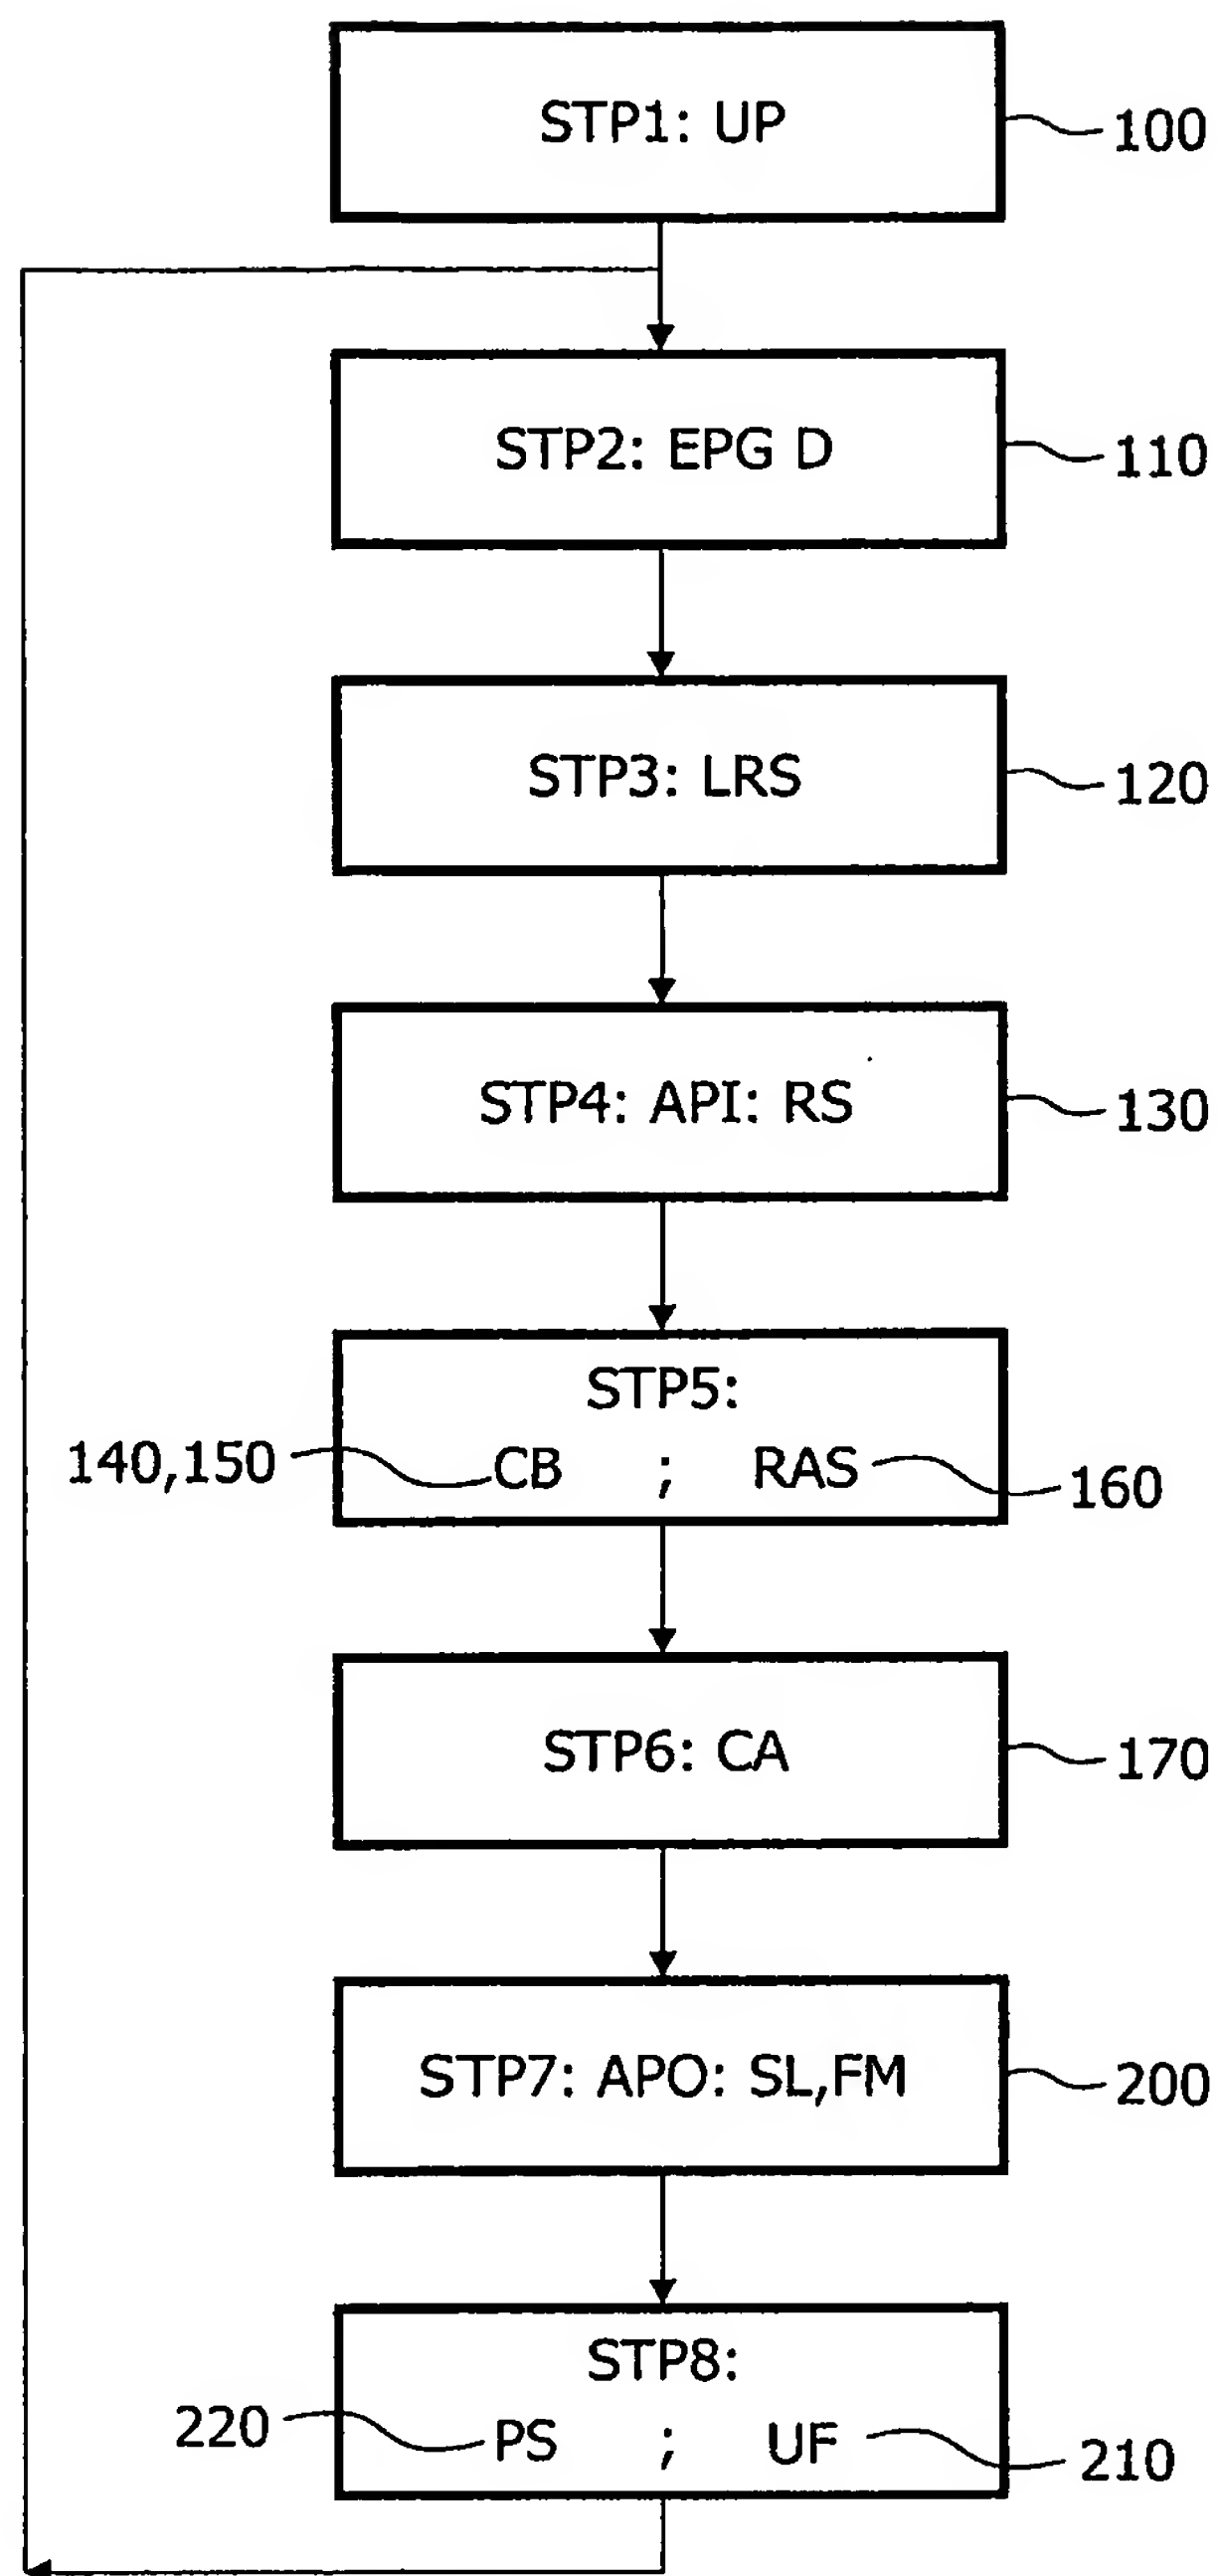 STP1: UP
100
STP2: EPG D
110
STP3: LRS
120
STP4: API: RS
130
STP5:
140,150 CB ; RAS 160
STP6: CA
170
STP7: APO: SL,FM
200
STP8:
220 PS ; UF 210